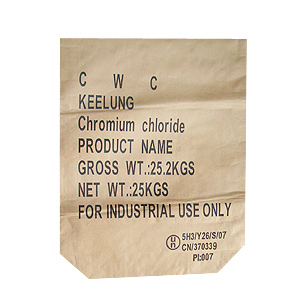 C W C
KEELUNG
Chromium chloride
PRODUCT NAME
GROSS WT.:25.2KGS
NET WT.:25KGS
FOR INDUSTRIAL USE ONLY
un 5H3/Y26/S/07
CN/370339
PI:007